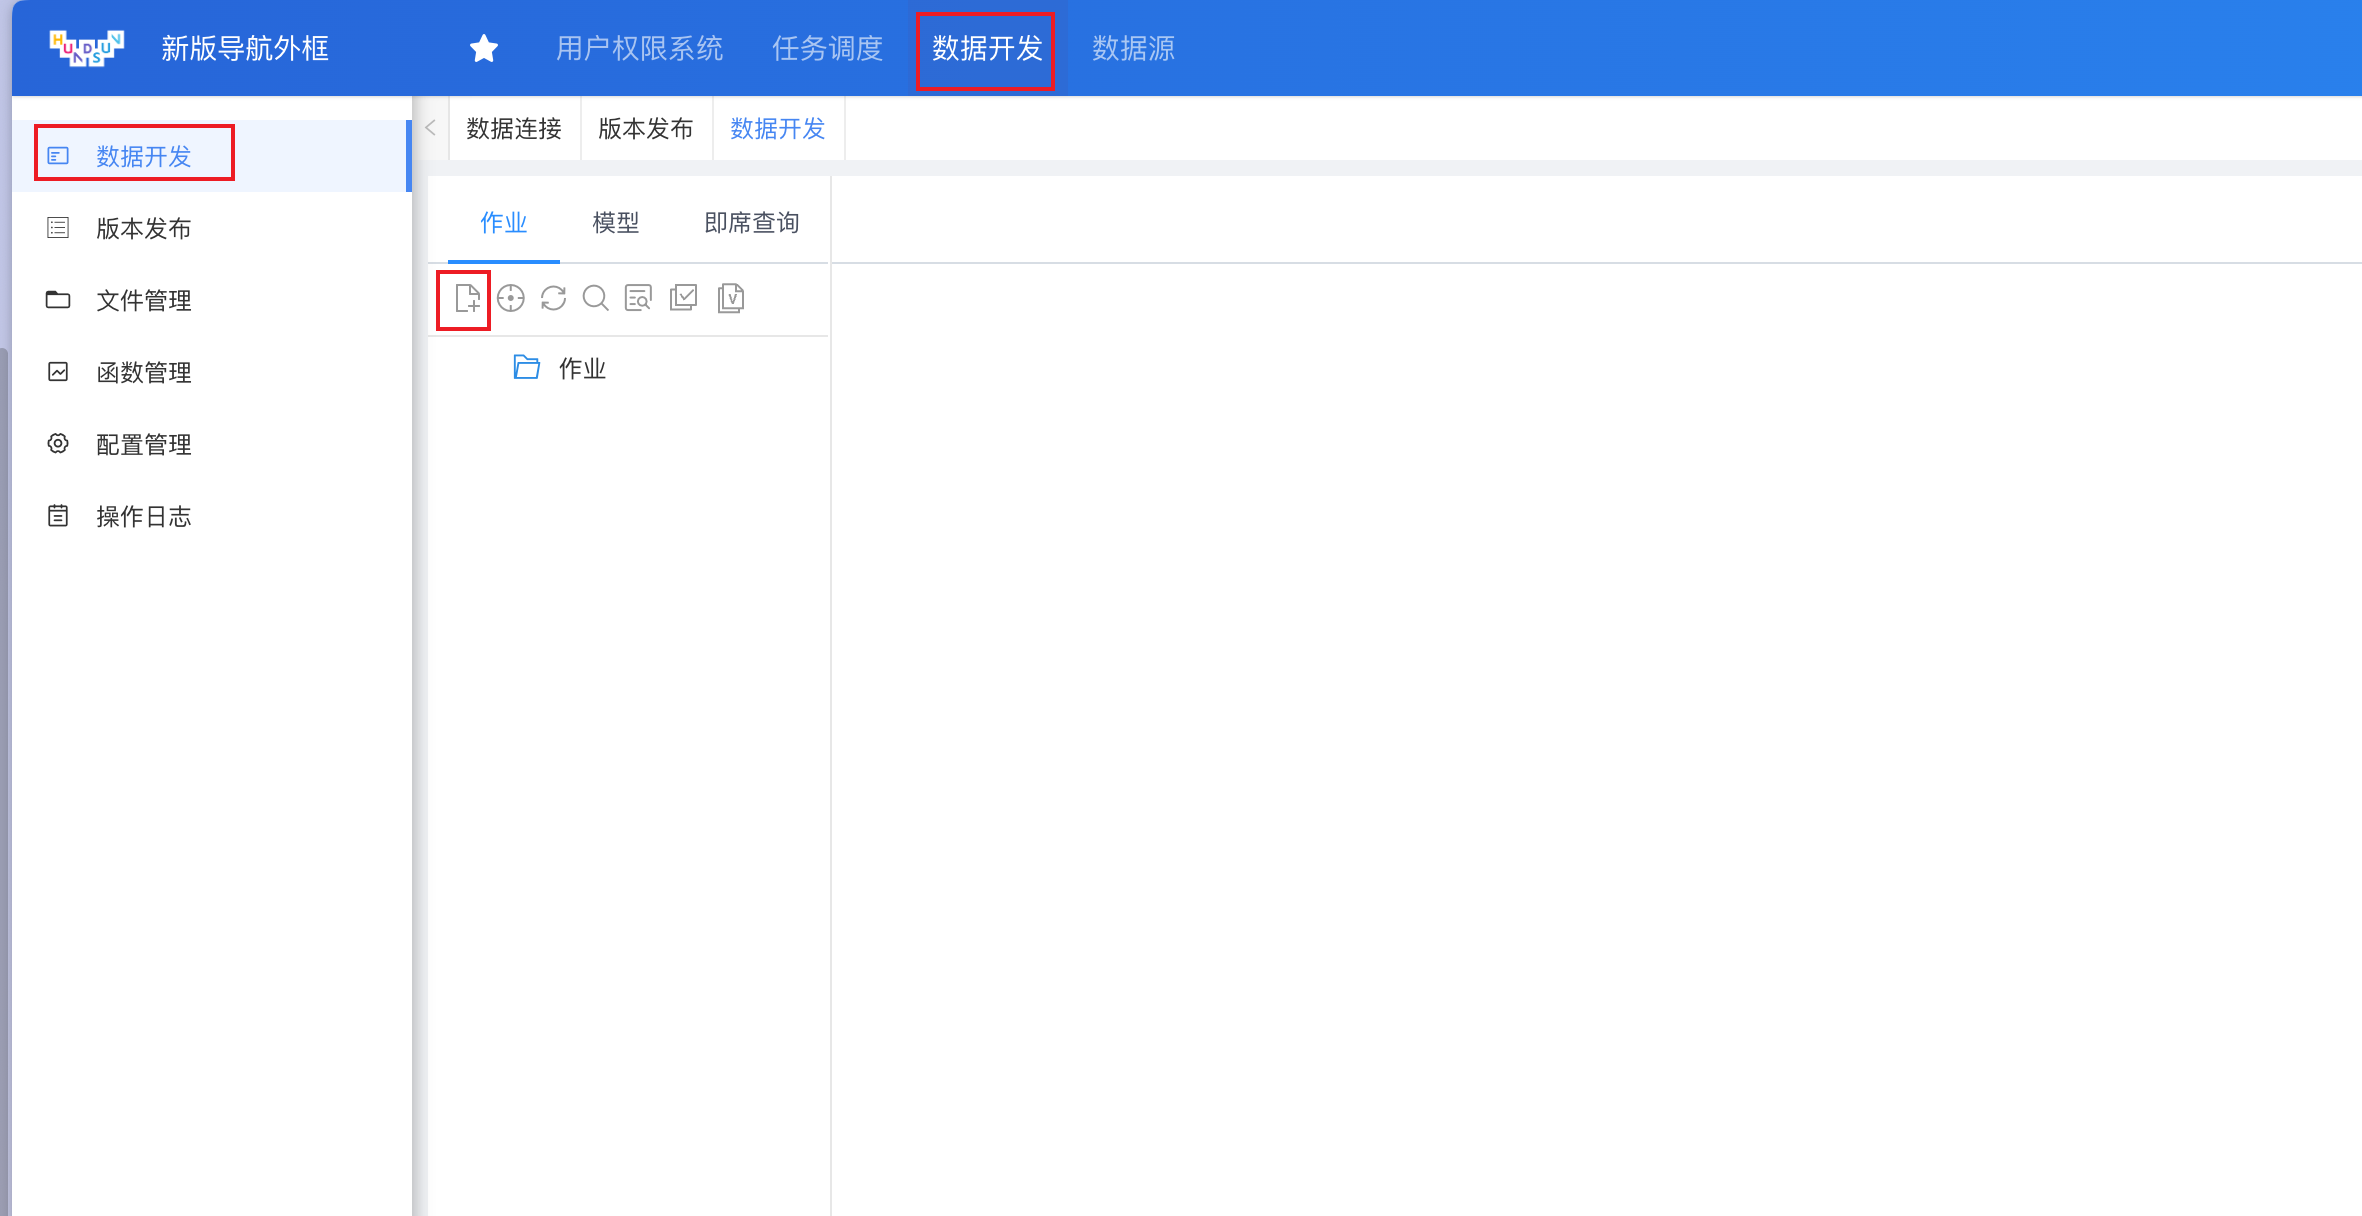 HUNDSUN
新版导航外框
用户权限系统
任务调度
数据开发
数据源
数据开发
版本发布
文件管理
函数管理
配置管理
操作日志
数据连接
版本发布
数据开发
作业
模型
即席查询
V
作业